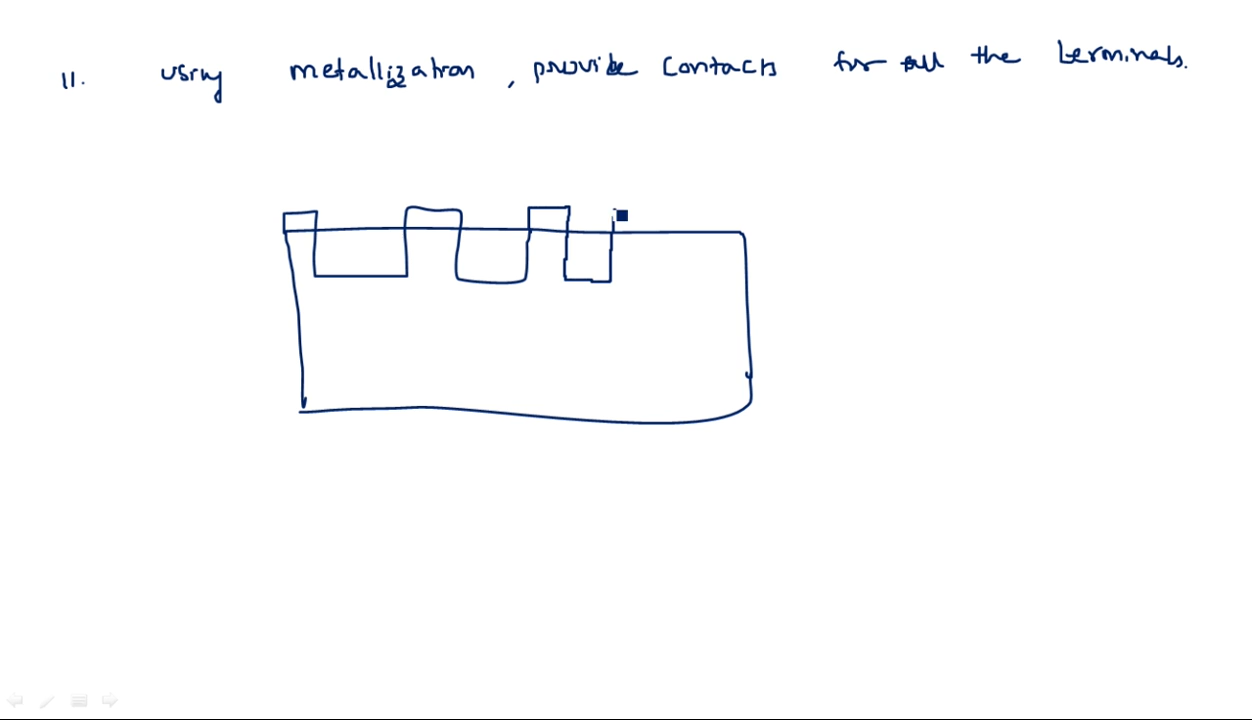 11. using metallization, provide contacts for all the terminals.